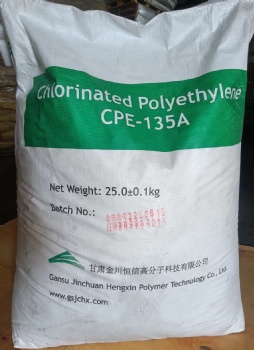 Chlorinated Polyethylene
CPE-135A
Net Weight: 25.0±0.1kg
Batch No.:
甘肃金川恒信高分子科技有限公司
Gansu Jinchuan Hengxin Polymer Technology Co., Ltd.
www.gsjchx.com